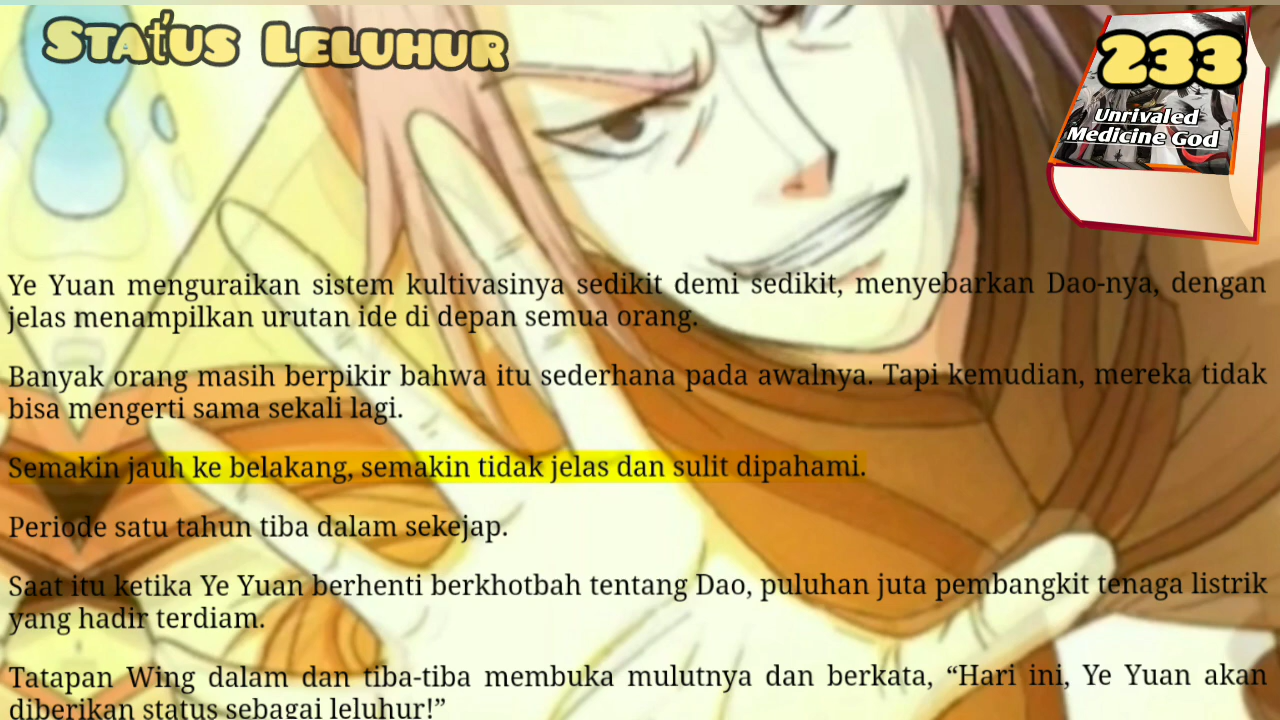 Status Leluhur
233
Unrivaled
Medicine God
Ye Yuan menguraikan sistem kultivasinya sedikit demi sedikit, menyebarkan Dao-nya, dengan
jelas menampilkan urutan ide di depan semua orang.
Banyak orang masih berpikir bahwa itu sederhana pada awalnya. Tapi kemudian, mereka tidak
bisa mengerti sama sekali lagi.
Semakin jauh ke belakang, semakin tidak jelas dan sulit dipahami.
Periode satu tahun tiba dalam sekejap.
Saat itu ketika Ye Yuan berhenti berkhotbah tentang Dao, puluhan juta pembangkit tenaga listrik
yang hadir terdiam.
Tatapan Wing dalam dan tiba-tiba membuka mulutnya dan berkata, “Hari ini, Ye Yuan akan
diberikan status sebagai leluhur!”